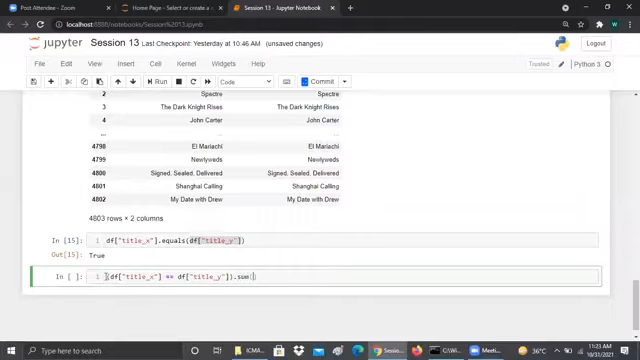 Post Attendee - Zoom
Home Page - Select or create a n
Session 13 - Jupyter Notebook
localhost:8880/notebooks/Session%2013.ipynb
jupyter Session 13 Last Checkpoint: Yesterday at 10:46 AM (unsaved changes)
Logout
File Edit View Insert Cell Kernel Widgets Help
Trusted Python 3
Run Code Commit
2 Spectre Spectre
3 The Dark Knight Rises The Dark Knight Rises
4 John Carter John Carter
... ... ...
4798 El Mariachi El Mariachi
4799 Newlyweds Newlyweds
4800 Signed, Sealed, Delivered Signed, Sealed, Delivered
4801 Shanghai Calling Shanghai Calling
4802 My Date with Drew My Date with Drew
4803 rows × 2 columns
In [15] 1 df["title_x"].equals(df["title_y"])
Out[15] True
In [ ]: 1 (df["title_x"] == df["title_y"]).sum()
ICMA... Sessio... C:\Wi... Meeti... 36°C 11:23 AM
10/31/2021